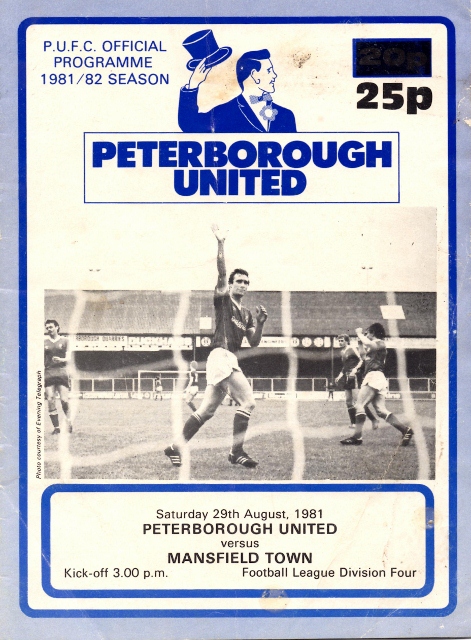 P.U.F.C. OFFICIAL
PROGRAMME
1981/82 SEASON
20p
25p
PETERBOROUGH
UNITED
Photo courtesy of Evening Telegraph
Saturday 29th August, 1981
PETERBOROUGH UNITED
versus
MANSFIELD TOWN
Kick-off 3.00 p.m.
Football League Division Four